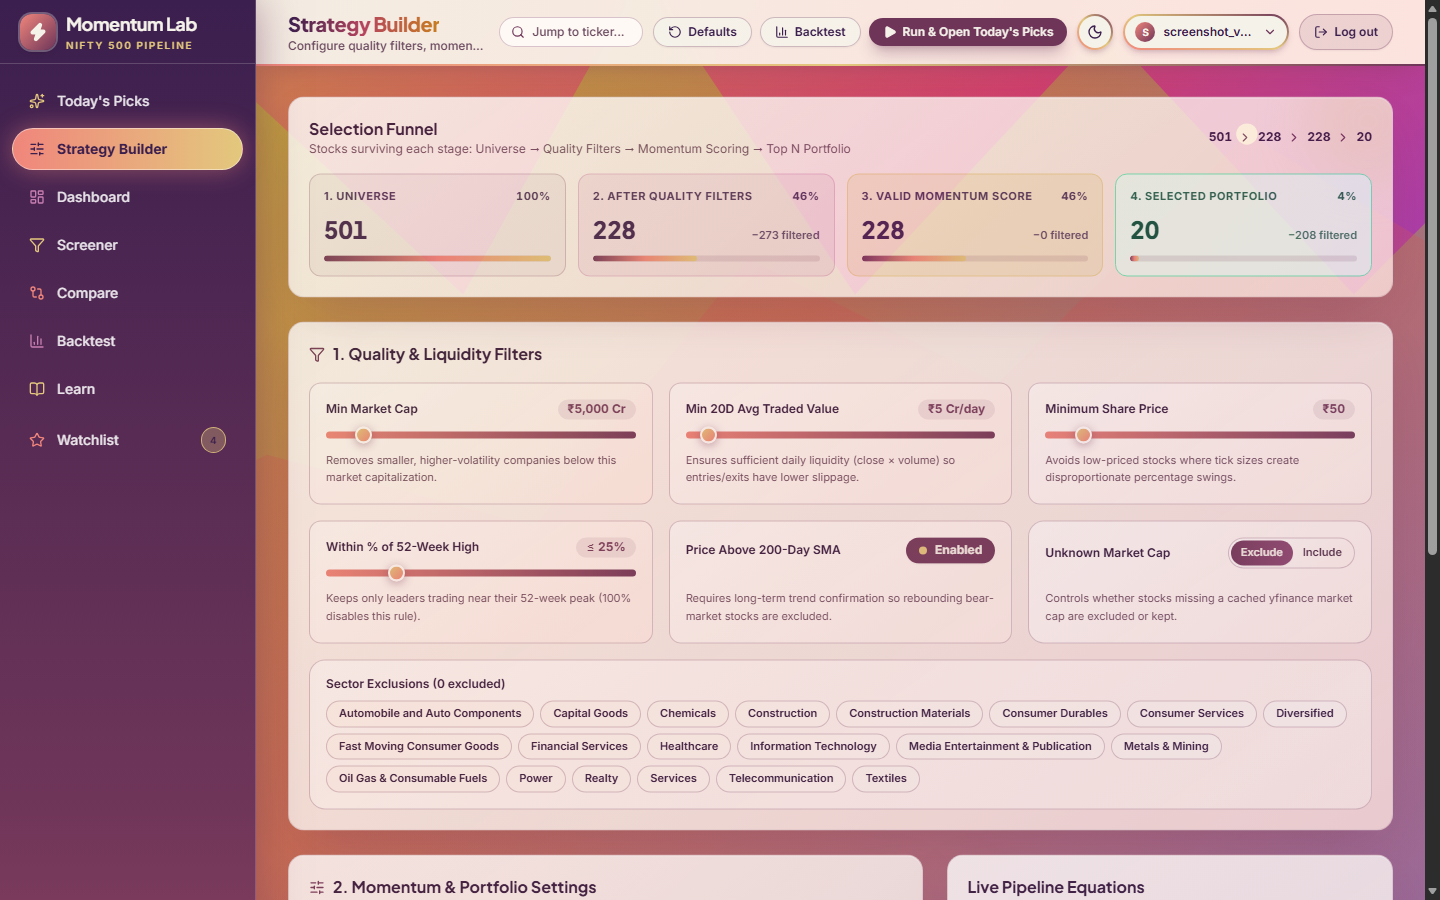 Momentum Lab
NIFTY 500 PIPELINE
Today's Picks
Strategy Builder
Dashboard
Screener
Compare
Backtest
Learn
Watchlist 4
Strategy Builder
Configure quality filters, momen...
Jump to ticker...
Defaults
Backtest
Run & Open Today's Picks
S screenshot_v...
Log out
Selection Funnel
Stocks surviving each stage: Universe → Quality Filters → Momentum Scoring → Top N Portfolio
501 > 228 > 228 > 20
1. UNIVERSE 100%
501
2. AFTER QUALITY FILTERS 46%
228 −273 filtered
3. VALID MOMENTUM SCORE 46%
228 −0 filtered
4. SELECTED PORTFOLIO 4%
20 −208 filtered
1. Quality & Liquidity Filters
Min Market Cap ₹5,000 Cr
Removes smaller, higher-volatility companies below this
market capitalization.
Min 20D Avg Traded Value ₹5 Cr/day
Ensures sufficient daily liquidity (close × volume) so
entries/exits have lower slippage.
Minimum Share Price ₹50
Avoids low-priced stocks where tick sizes create
disproportionate percentage swings.
Within % of 52-Week High ≤ 25%
Keeps only leaders trading near their 52-week peak (100%
disables this rule).
Price Above 200-Day SMA Enabled
Requires long-term trend confirmation so rebounding bear-
market stocks are excluded.
Unknown Market Cap Exclude Include
Controls whether stocks missing a cached yfinance market
cap are excluded or kept.
Sector Exclusions (0 excluded)
Automobile and Auto Components Capital Goods Chemicals Construction Construction Materials Consumer Durables Consumer Services Diversified
Fast Moving Consumer Goods Financial Services Healthcare Information Technology Media Entertainment & Publication Metals & Mining
Oil Gas & Consumable Fuels Power Realty Services Telecommunication Textiles
2. Momentum & Portfolio Settings
Live Pipeline Equations